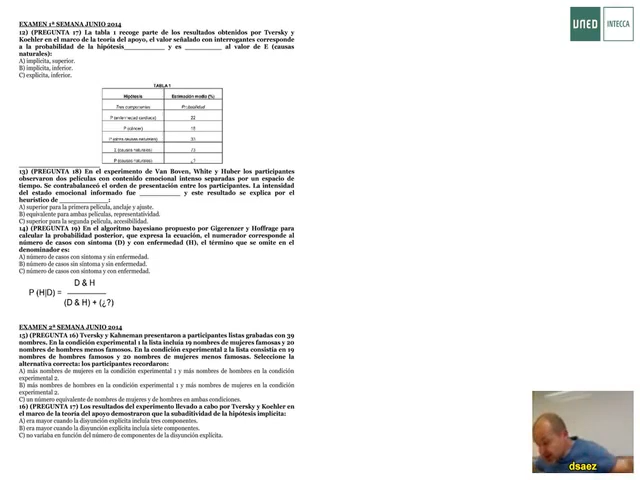 EXAMEN 1ª SEMANA JUNIO 2014
12) (PREGUNTA 17) La tabla 1 recoge parte de los resultados obtenidos por Tversky y
Koehler en el marco de la teoría del apoyo, el valor señalado con interrogantes corresponde
a la probabilidad de la hipótesis__________ y es _________ al valor de E (causas
naturales):
A) implícita, superior.
B) implícita, inferior.
C) explícita, inferior.
TABLA 1
Hipótesis Estimación media (%)
Tres componentes Probabilidad
P (enfermedad cardíaca) 22
P (cáncer) 18
P (otras causas naturales) 33
Σ (causas naturales) 73
P (causas naturales) ¿?
13) (PREGUNTA 18) En el experimento de Van Boven, White y Huber los participantes
observaron dos películas con contenido emocional intenso separadas por un espacio de
tiempo. Se contrabalanceó el orden de presentación entre los participantes. La intensidad
del estado emocional informado fue __________ y este resultado se explica por el
heurístico de ____________:
A) superior para la primera película, anclaje y ajuste.
B) equivalente para ambas películas, representatividad.
C) superior para la segunda película, accesibilidad.
14) (PREGUNTA 19) En el algoritmo bayesiano propuesto por Gigerenzer y Hoffrage para
calcular la probabilidad posterior, que expresa la ecuación, el numerador corresponde al
número de casos con síntoma (D) y con enfermedad (H), el término que se omite en el
denominador es:
A) número de casos con síntoma y sin enfermedad.
B) número de casos sin síntoma y sin enfermedad.
C) número de casos con síntoma y con enfermedad.
D & H
P (H|D) =
(D & H) + (¿?)
EXAMEN 2ª SEMANA JUNIO 2014
15) (PREGUNTA 16) Tversky y Kahneman presentaron a participantes listas grabadas con 39
nombres. En la condición experimental 1 la lista incluía 19 nombres de mujeres famosas y 20
nombres de hombres menos famosos. En la condición experimental 2 la lista consistía en 19
nombres de hombres famosos y 20 nombres de mujeres menos famosas. Seleccione la
alternativa correcta: los participantes recordaron:
A) más nombres de mujeres en la condición experimental 1 y más nombres de hombres en la condición
experimental 2.
B) más nombres de hombres en la condición experimental 1 y más nombres de mujeres en la condición
experimental 2.
C) un número equivalente de nombres de mujeres y de hombres en ambas condiciones.
16) (PREGUNTA 17) Los resultados del experimento llevado a cabo por Tversky y Koehler en
el marco de la teoría del apoyo demostraron que la subaditividad de la hipótesis implícita:
A) era mayor cuando la disyunción explícita incluía tres componentes.
B) era mayor cuando la disyunción explícita incluía siete componentes.
C) no variaba en función del número de componentes de la disyunción explícita.
UNED INTECCA
dsaez